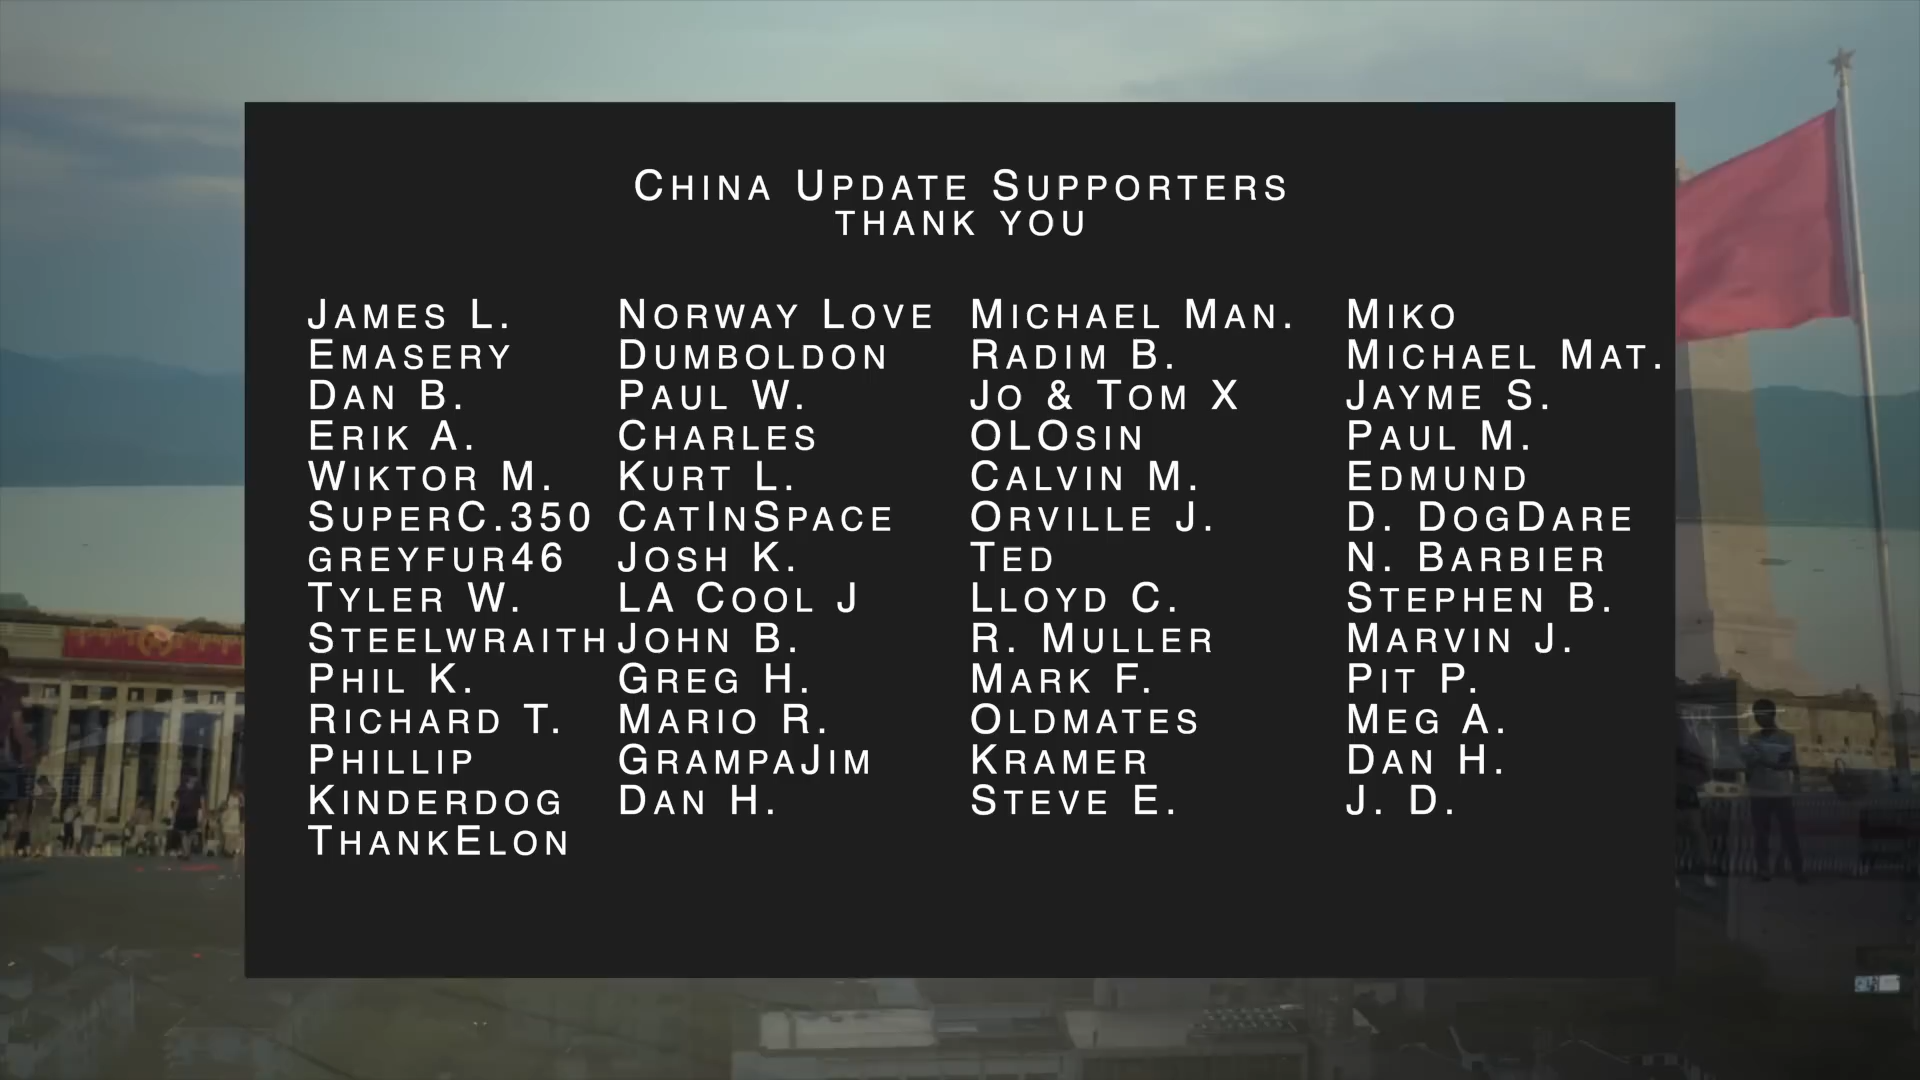 China Update Supporters
THANK YOU
James L.
Emasery
Dan B.
Erik A.
Wiktor M.
SuperC.350
greyfur46
Tyler W.
Steelwraith
Phil K.
Richard T.
Phillip
Kinderdog
ThankElon
Norway Love
Dumboldon
Paul W.
Charles
Kurt L.
CatInSpace
Josh K.
LA Cool J
John B.
Greg H.
Mario R.
GrampaJim
Dan H.
Michael Man.
Radim B.
Jo & Tom X
OLOsin
Calvin M.
Orville J.
Ted
Lloyd C.
R. Muller
Mark F.
Oldmates
Kramer
Steve E.
Miko
Michael Mat.
Jayme S.
Paul M.
Edmund
D. DogDare
N. Barbier
Stephen B.
Marvin J.
Pit P.
Meg A.
Dan H.
J. D.